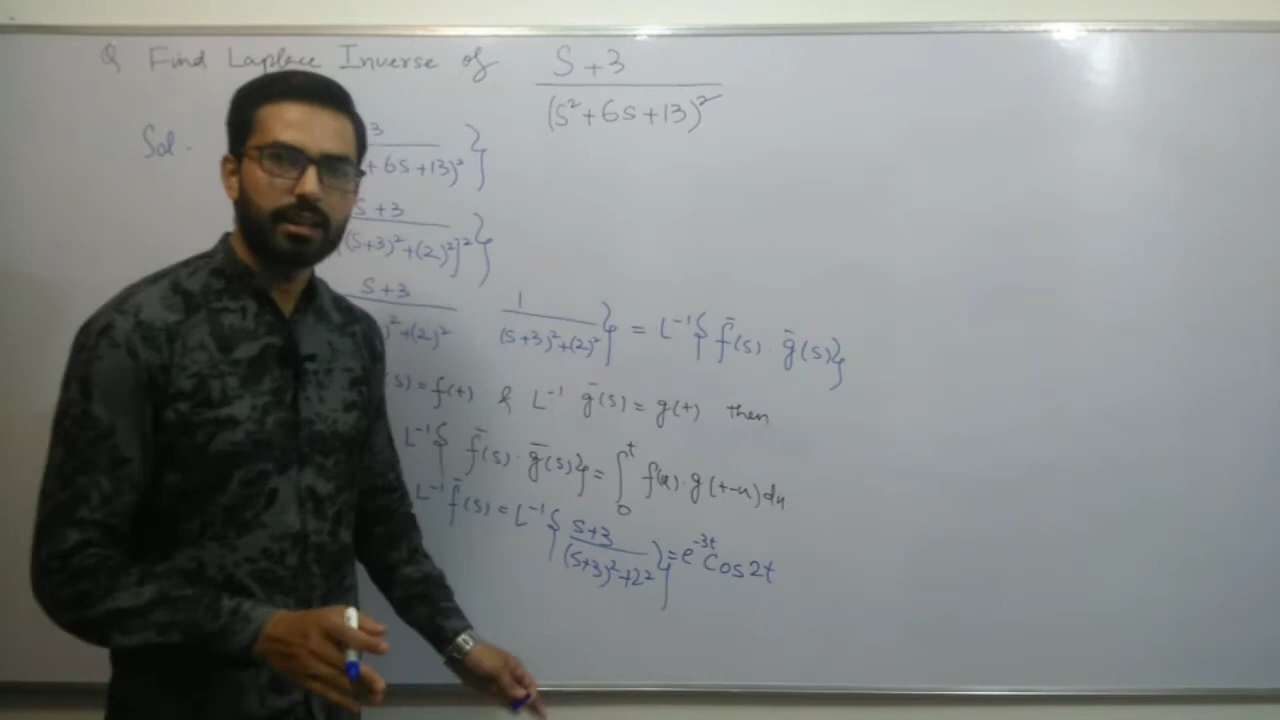 Q Find Laplace Inverse of S+3 / (S²+6S+13)²
Sol. 3 / +6S+13)² }
S+3 / ((S+3)²+(2)²]² }
S+3 / )²+(2)² 1 / (S+3)²+(2)² } = L⁻¹{ f̄(s) · ḡ(s)}
(s) = f(t) & L⁻¹ ḡ(s) = g(t) then
L⁻¹{ f̄(s) · ḡ(s)} = ∫₀ᵗ f(u) · g(t-u) du
L⁻¹ f̄(s) = L⁻¹{ S+3 / (S+3)²+2² } = e⁻³ᵗ Cos2t